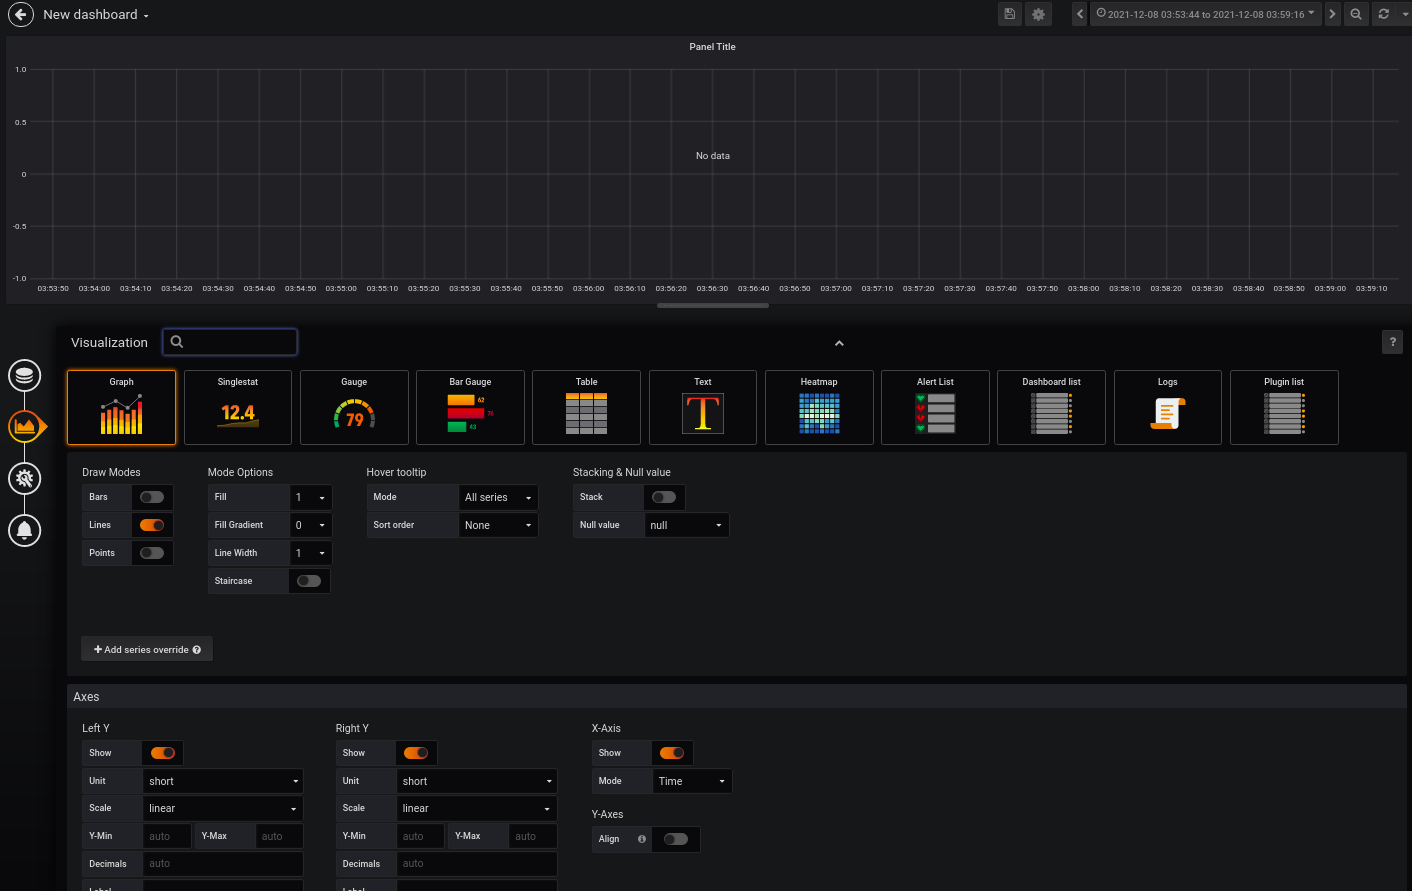 New dashboard
2021-12-08 03:53:44 to 2021-12-08 03:59:16
Panel Title
1.0
0.5
No data
0
-0.5
-1.0
03:53:50 03:54:00 03:54:10 03:54:20 03:54:30 03:54:40 03:54:50 03:55:00 03:55:10 03:55:20 03:55:30 03:55:40 03:55:50 03:56:00 03:56:10 03:56:20 03:56:30 03:56:40 03:56:50 03:57:00 03:57:10 03:57:20 03:57:30 03:57:40 03:57:50 03:58:00 03:58:10 03:58:20 03:58:30 03:58:40 03:58:50 03:59:00 03:59:10
Visualization
?
Graph Singlestat Gauge Bar Gauge Table Text Heatmap Alert List Dashboard list Logs Plugin list
12.4 79 62 76 43 T
Draw Modes Mode Options Hover tooltip Stacking & Null value
Bars Fill 1 Mode All series Stack
Lines Fill Gradient 0 Sort order None Null value null
Points Line Width 1
Staircase
+ Add series override ?
Axes
Left Y Right Y X-Axis
Show Show Show
Unit short Unit short Mode Time
Scale linear Scale linear
Y-Axes
Y-Min auto Y-Max auto Y-Min auto Y-Max auto Align
Decimals auto Decimals auto
Label Label